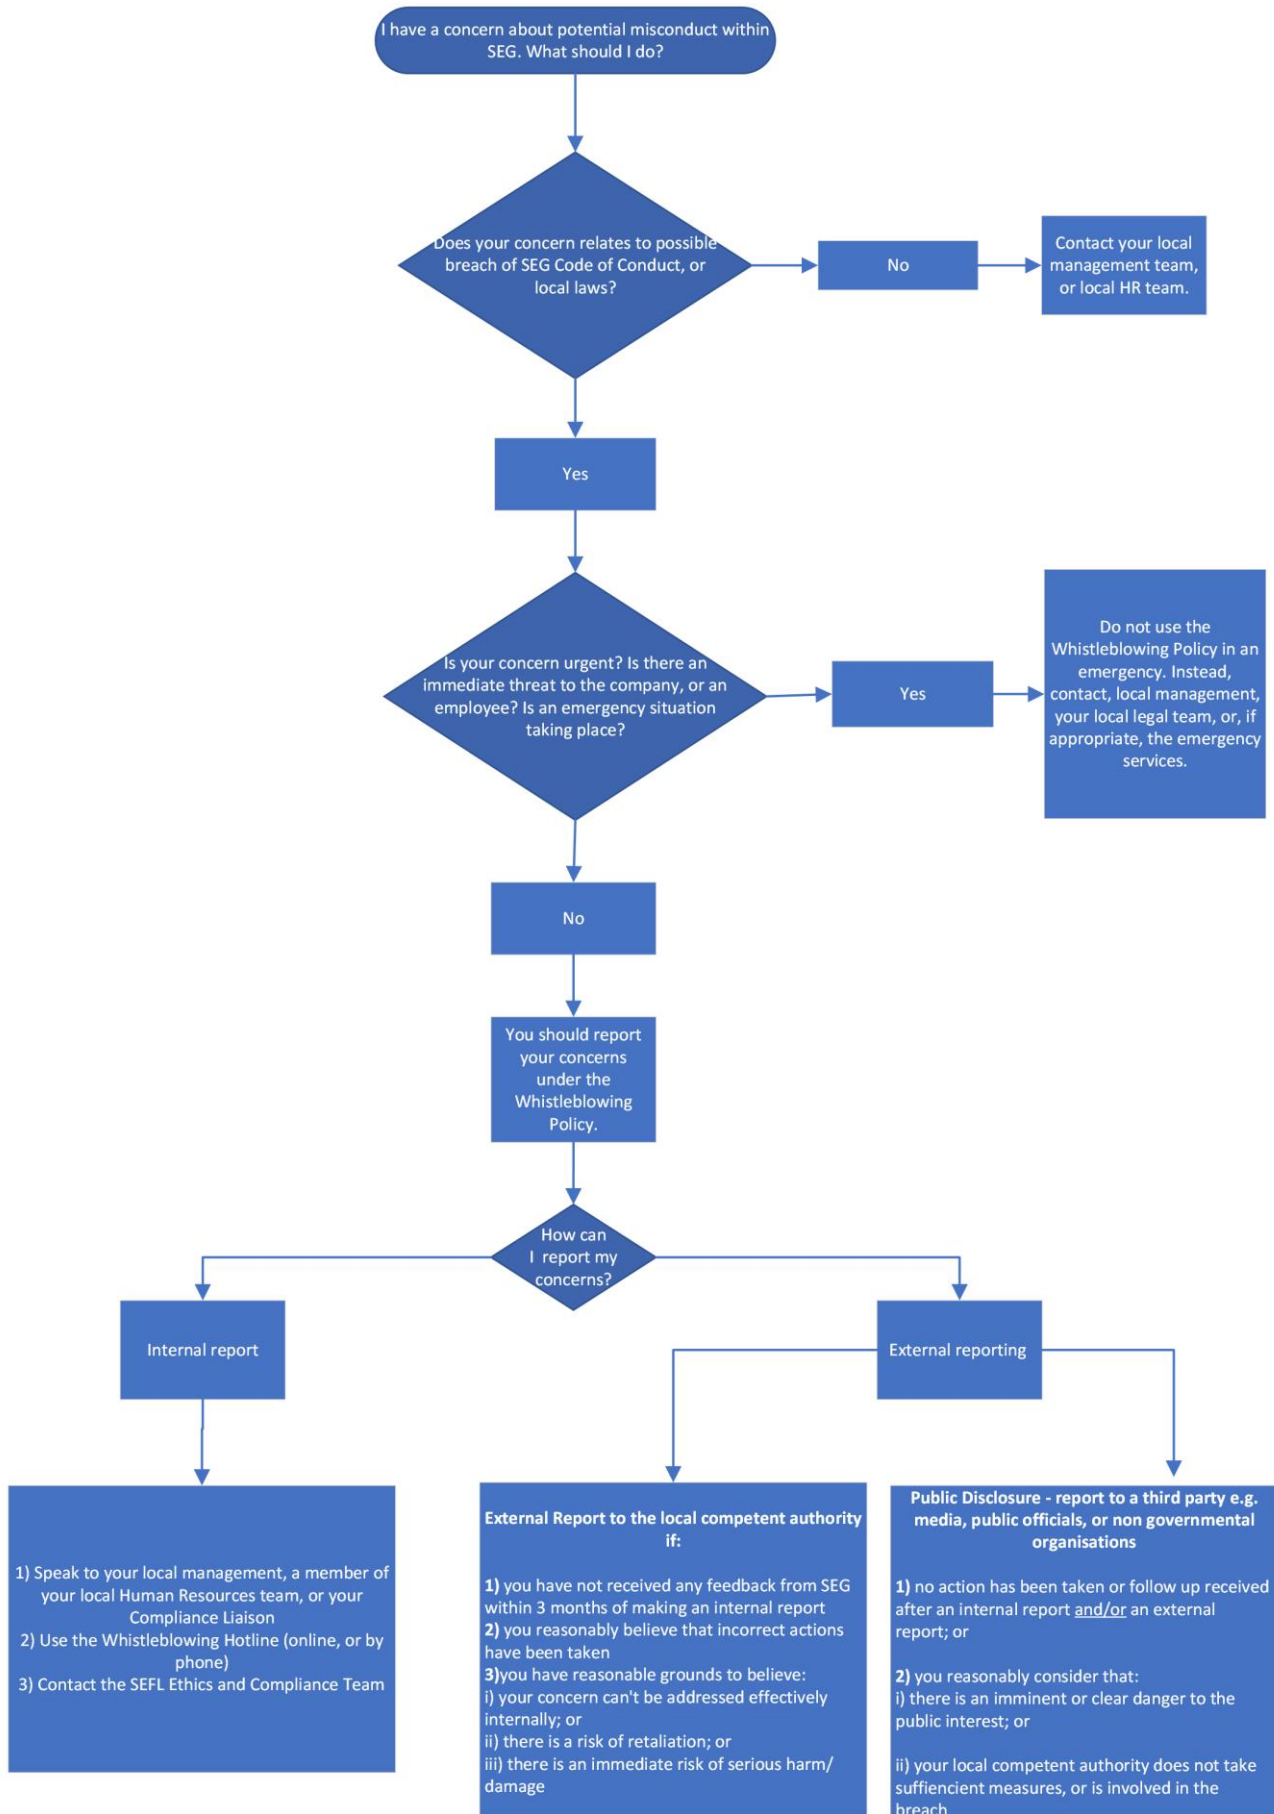 I have a concern about potential misconduct within
SEG. What should I do?
Does your concern relates to possible
breach of SEG Code of Conduct, or
local laws?
No
Contact your local
management team,
or local HR team.
Yes
Is your concern urgent? Is there an
immediate threat to the company, or an
employee? Is an emergency situation
taking place?
Yes
Do not use the
Whistleblowing Policy in an
emergency. Instead,
contact, local management,
your local legal team, or, if
appropriate, the emergency
services.
No
You should report
your concerns
under the
Whistleblowing
Policy.
How can
I report my
concerns?
Internal report
External reporting
1) Speak to your local management, a member of
your local Human Resources team, or your
Compliance Liaison
2) Use the Whistleblowing Hotline (online, or by
phone)
3) Contact the SEFL Ethics and Compliance Team
External Report to the local competent authority
if:
1) you have not received any feedback from SEG
within 3 months of making an internal report
2) you reasonably believe that incorrect actions
have been taken
3)you have reasonable grounds to believe:
i) your concern can't be addressed effectively
internally; or
ii) there is a risk of retaliation; or
iii) there is an immediate risk of serious harm/
damage
Public Disclosure - report to a third party e.g.
media, public officials, or non governmental
organisations
1) no action has been taken or follow up received
after an internal report and/or an external
report; or
2) you reasonably consider that:
i) there is an imminent or clear danger to the
public interest; or
ii) your local competent authority does not take
suffiencient measures, or is involved in the
breach